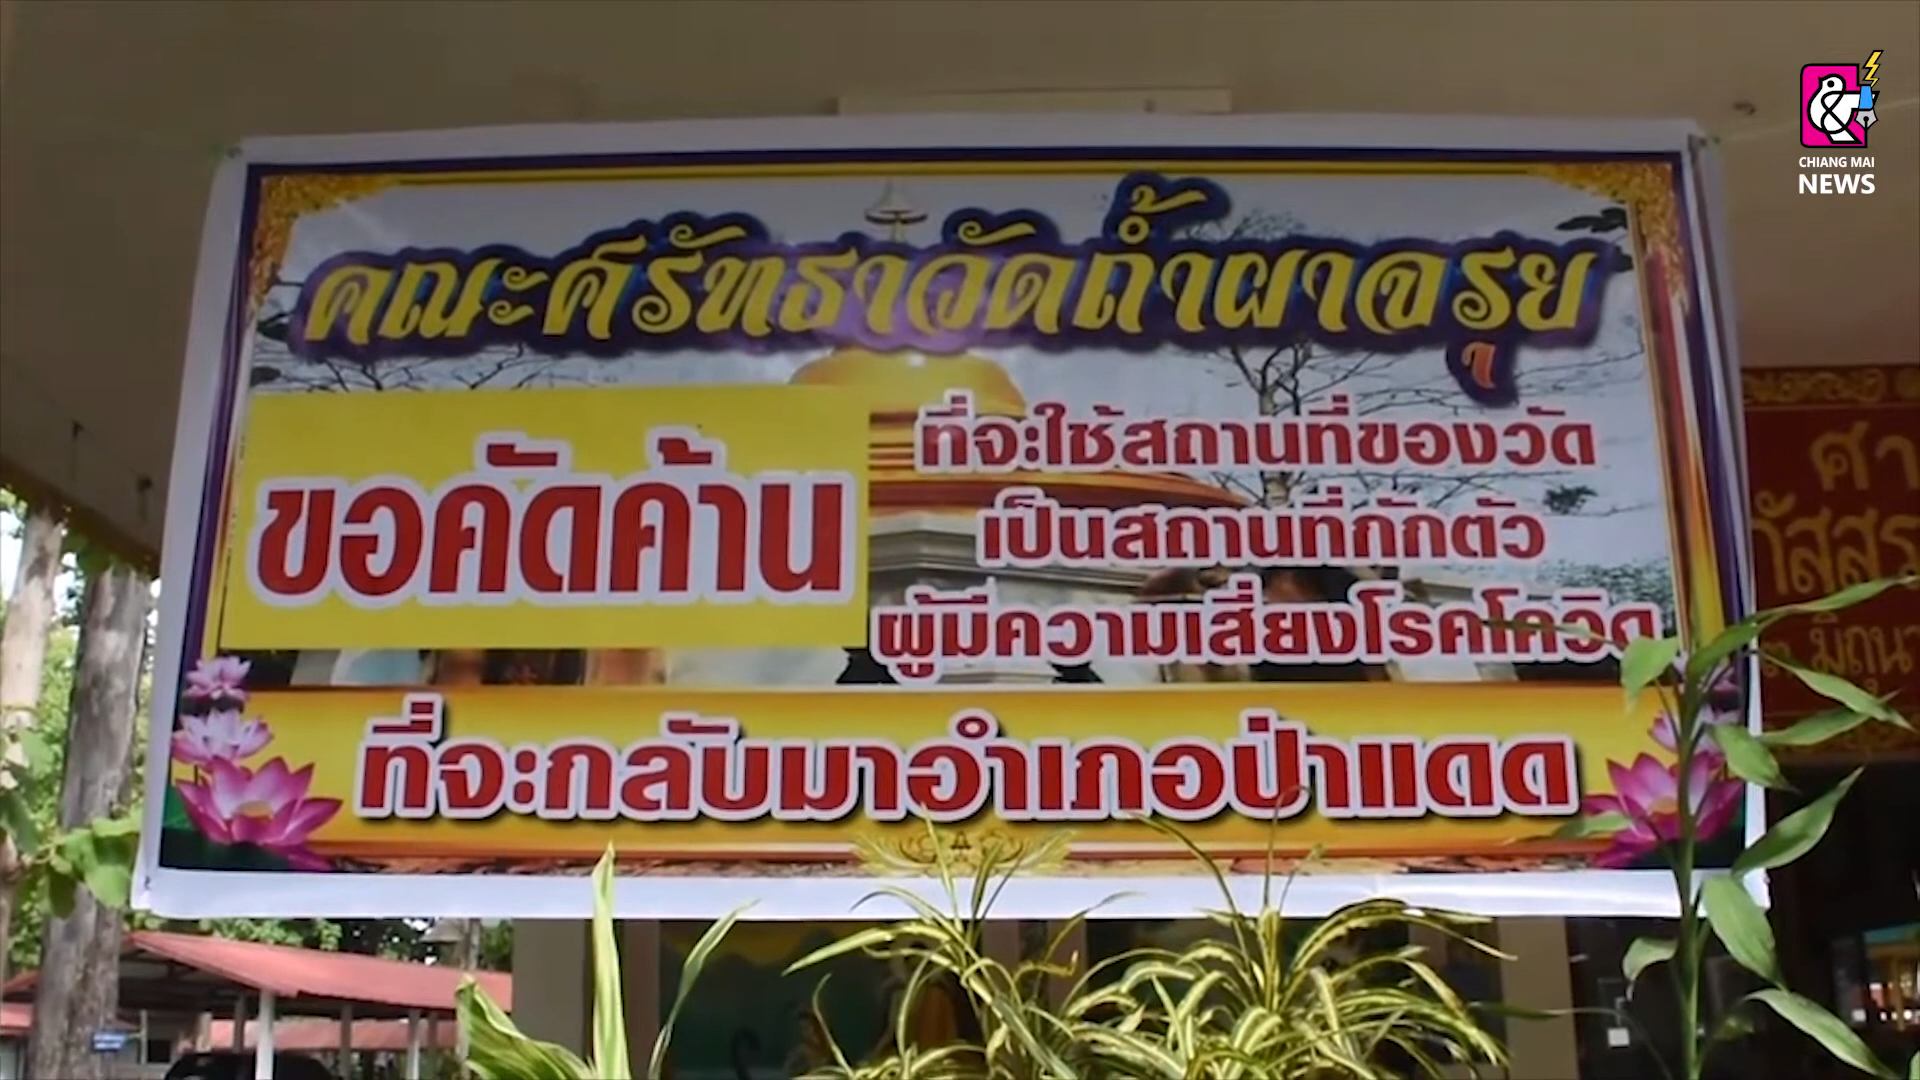 CHIANG MAI
NEWS
คณะศรัทธาวัดถ้ำผาจรุย
ขอคัดค้าน
ที่จะใช้สถานที่ของวัด
เป็นสถานที่กักตัว
ผู้มีความเสี่ยงโรคโควิด
ที่จะกลับมาอำเภอป่าแดด